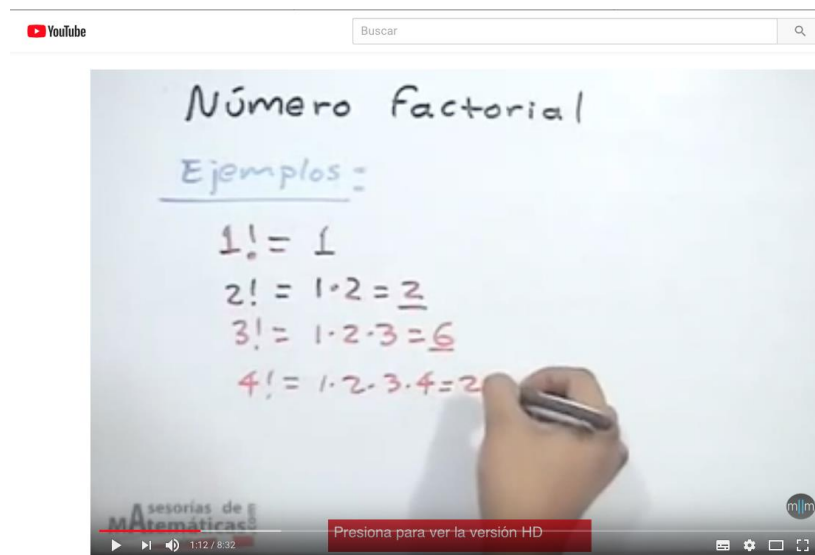 YouTube
Buscar
Número factorial
Ejemplos:
1! = 1
2! = 1·2 = 2
3! = 1·2·3 = 6
4! = 1·2·3·4 = 2
Asesorías de
Matemáticas
m||m
Presiona para ver la versión HD
1:12 / 8:32